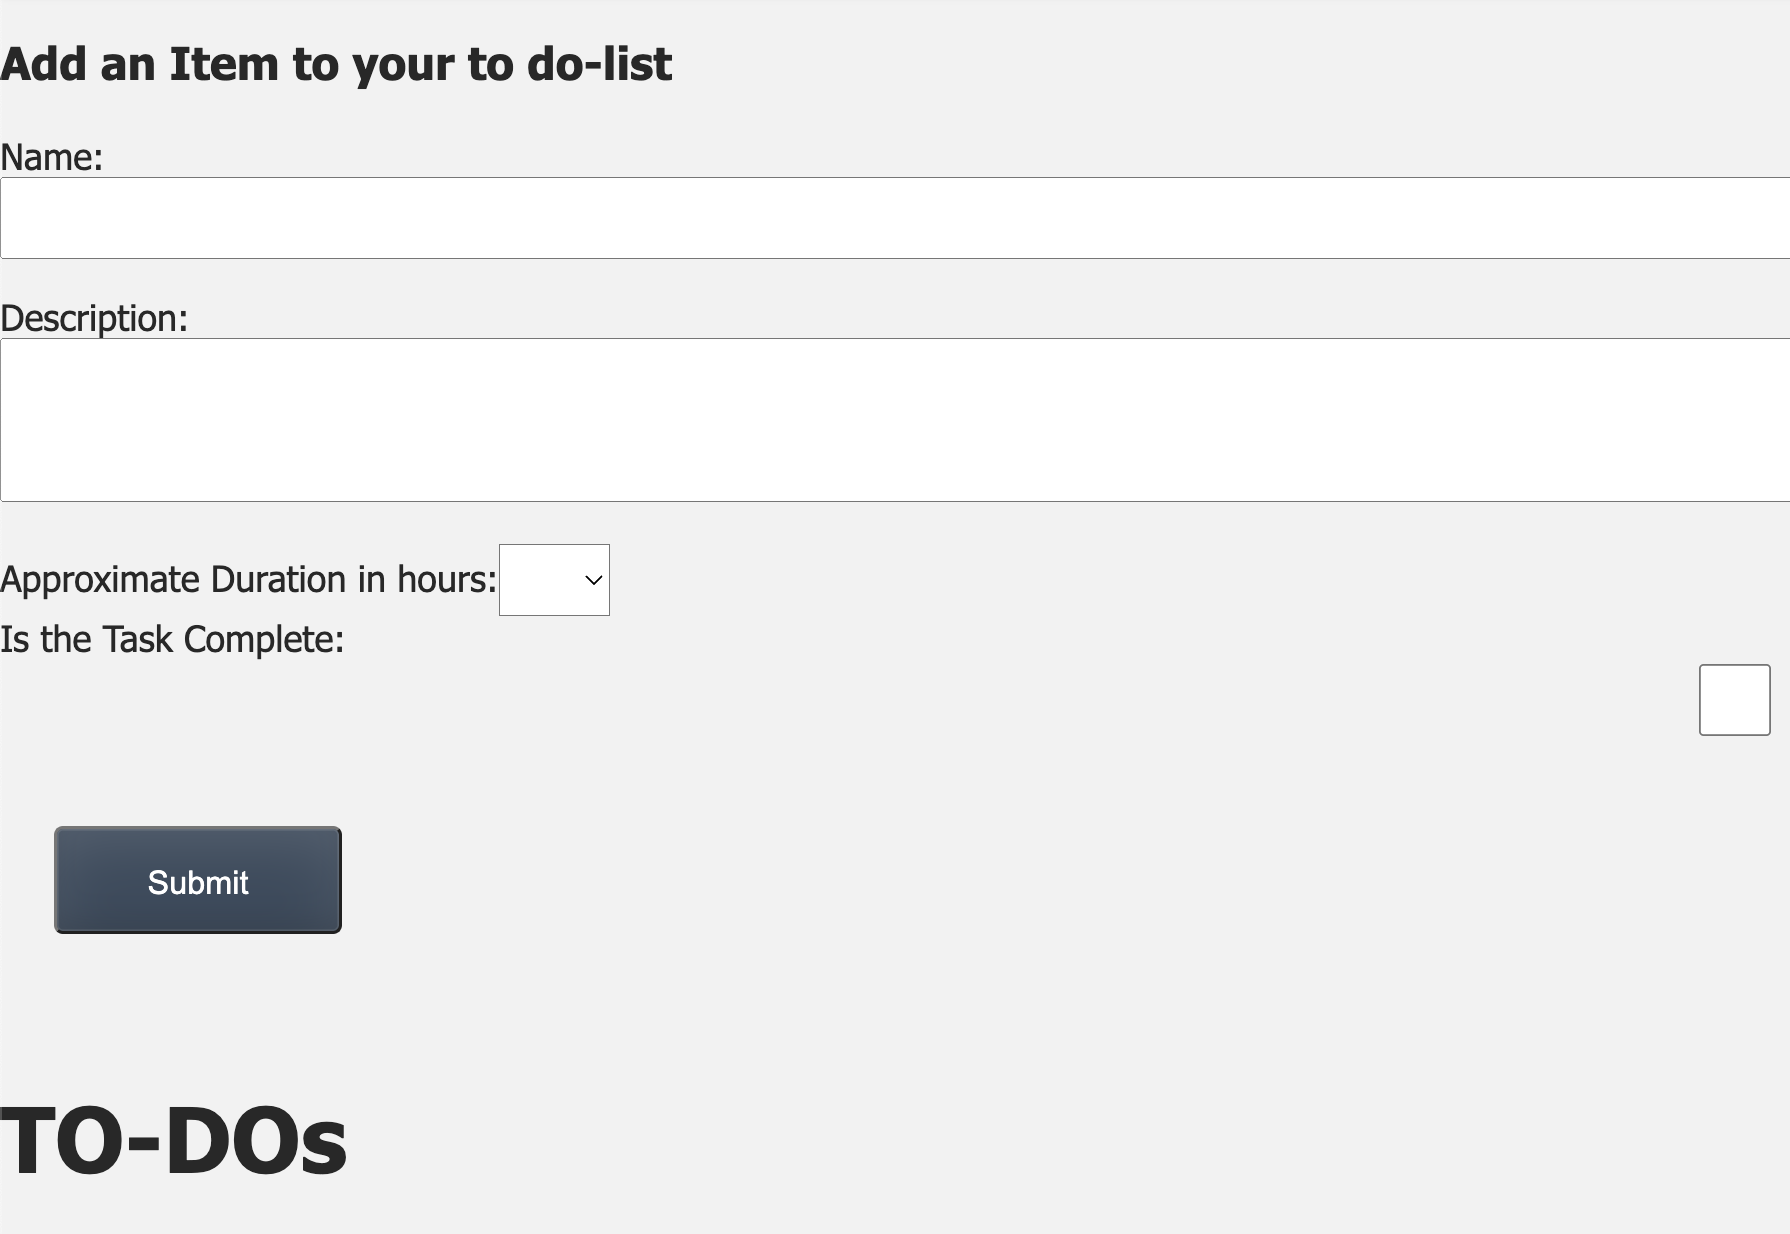 Add an Item to your to do-list
Name:
Description:
Approximate Duration in hours:
Is the Task Complete:
Submit
TO-DOs